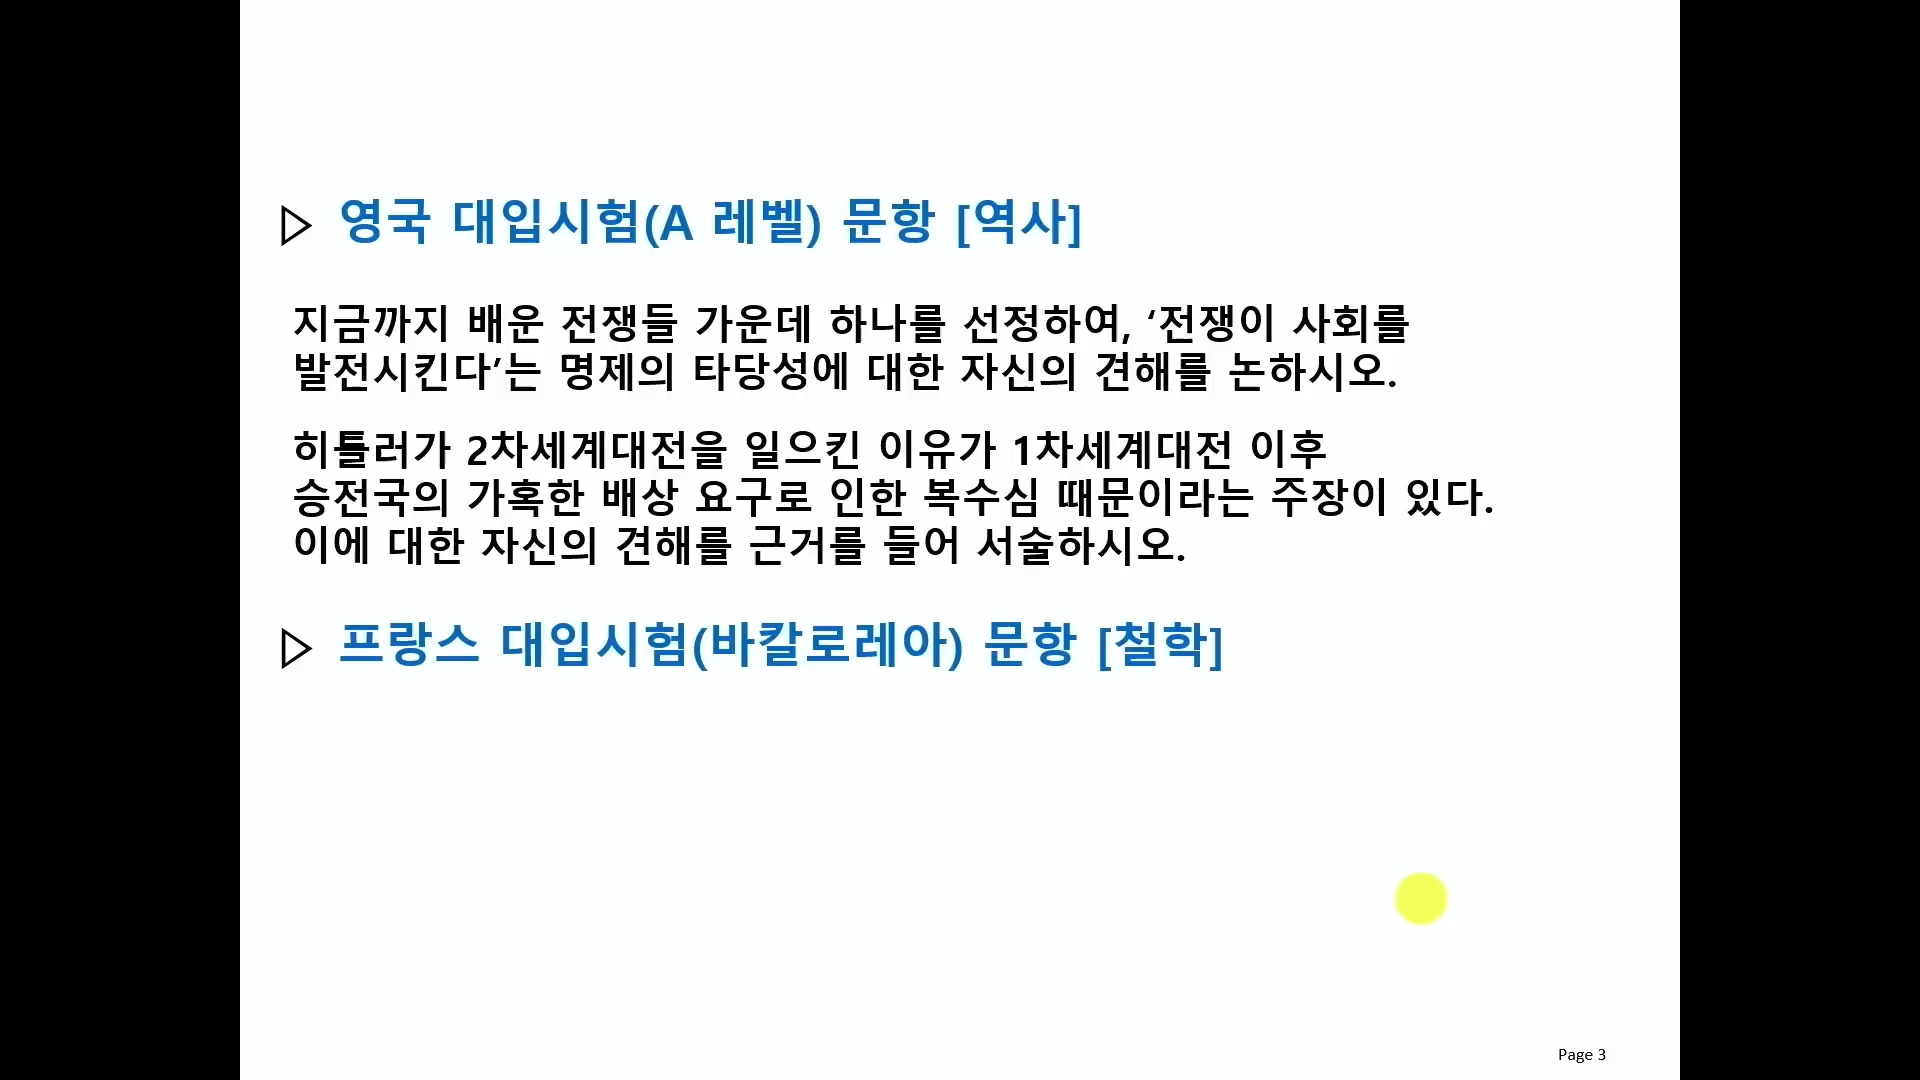 ▷ 영국 대입시험(A 레벨) 문항 [역사]
지금까지 배운 전쟁들 가운데 하나를 선정하여, ‘전쟁이 사회를
발전시킨다’는 명제의 타당성에 대한 자신의 견해를 논하시오.
히틀러가 2차세계대전을 일으킨 이유가 1차세계대전 이후
승전국의 가혹한 배상 요구로 인한 복수심 때문이라는 주장이 있다.
이에 대한 자신의 견해를 근거를 들어 서술하시오.
▷ 프랑스 대입시험(바칼로레아) 문항 [철학]
Page 3